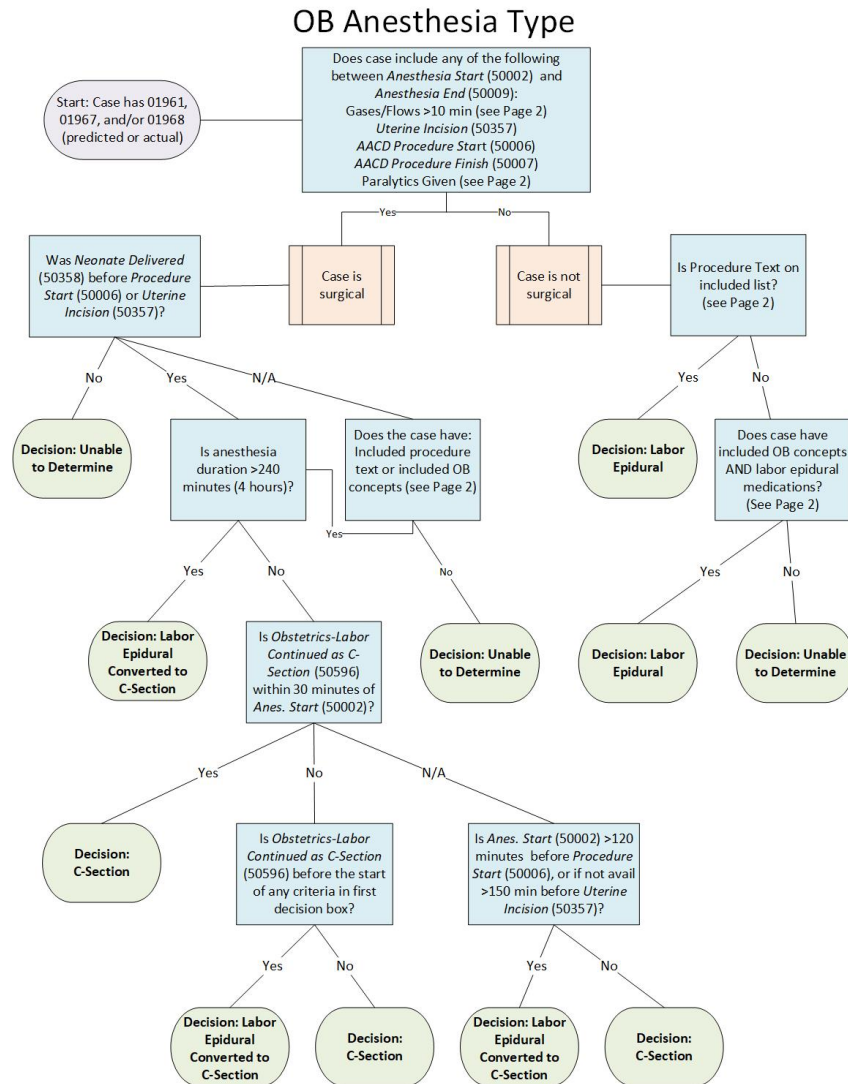 OB Anesthesia Type
Start: Case has 01961,
01967, and/or 01968
(predicted or actual)
Does case include any of the following
between Anesthesia Start (50002) and
Anesthesia End (50009):
Gases/Flows >10 min (see Page 2)
Uterine Incision (50357)
AACD Procedure Start (50006)
AACD Procedure Finish (50007)
Paralytics Given (see Page 2)
Yes
No
Was Neonate Delivered
(50358) before Procedure
Start (50006) or Uterine
Incision (50357)?
Case is
surgical
Case is not
surgical
Is Procedure Text on
included list?
(see Page 2)
No
Yes
N/A
Yes
No
Decision: Unable
to Determine
Is anesthesia
duration >240
minutes (4 hours)?
Does the case have:
Included procedure
text or included OB
concepts (see Page 2)
Yes
Decision: Labor
Epidural
Does case have
included OB concepts
AND labor epidural
medications?
(See Page 2)
Yes
No
No
Yes
No
Decision: Labor
Epidural
Converted to
C-Section
Is Obstetrics-Labor
Continued as C-
Section (50596)
within 30 minutes of
Anes. Start (50002)?
Decision: Unable
to Determine
Decision: Labor
Epidural
Decision: Unable
to Determine
Yes
No
N/A
Decision:
C-Section
Is Obstetrics-Labor
Continued as C-Section
(50596) before the start
of any criteria in first
decision box?
Is Anes. Start (50002) >120
minutes before Procedure
Start (50006), or if not avail
>150 min before Uterine
Incision (50357)?
Yes
No
Yes
No
Decision: Labor
Epidural
Converted to
C-Section
Decision:
C-Section
Decision: Labor
Epidural
Converted to
C-Section
Decision:
C-Section